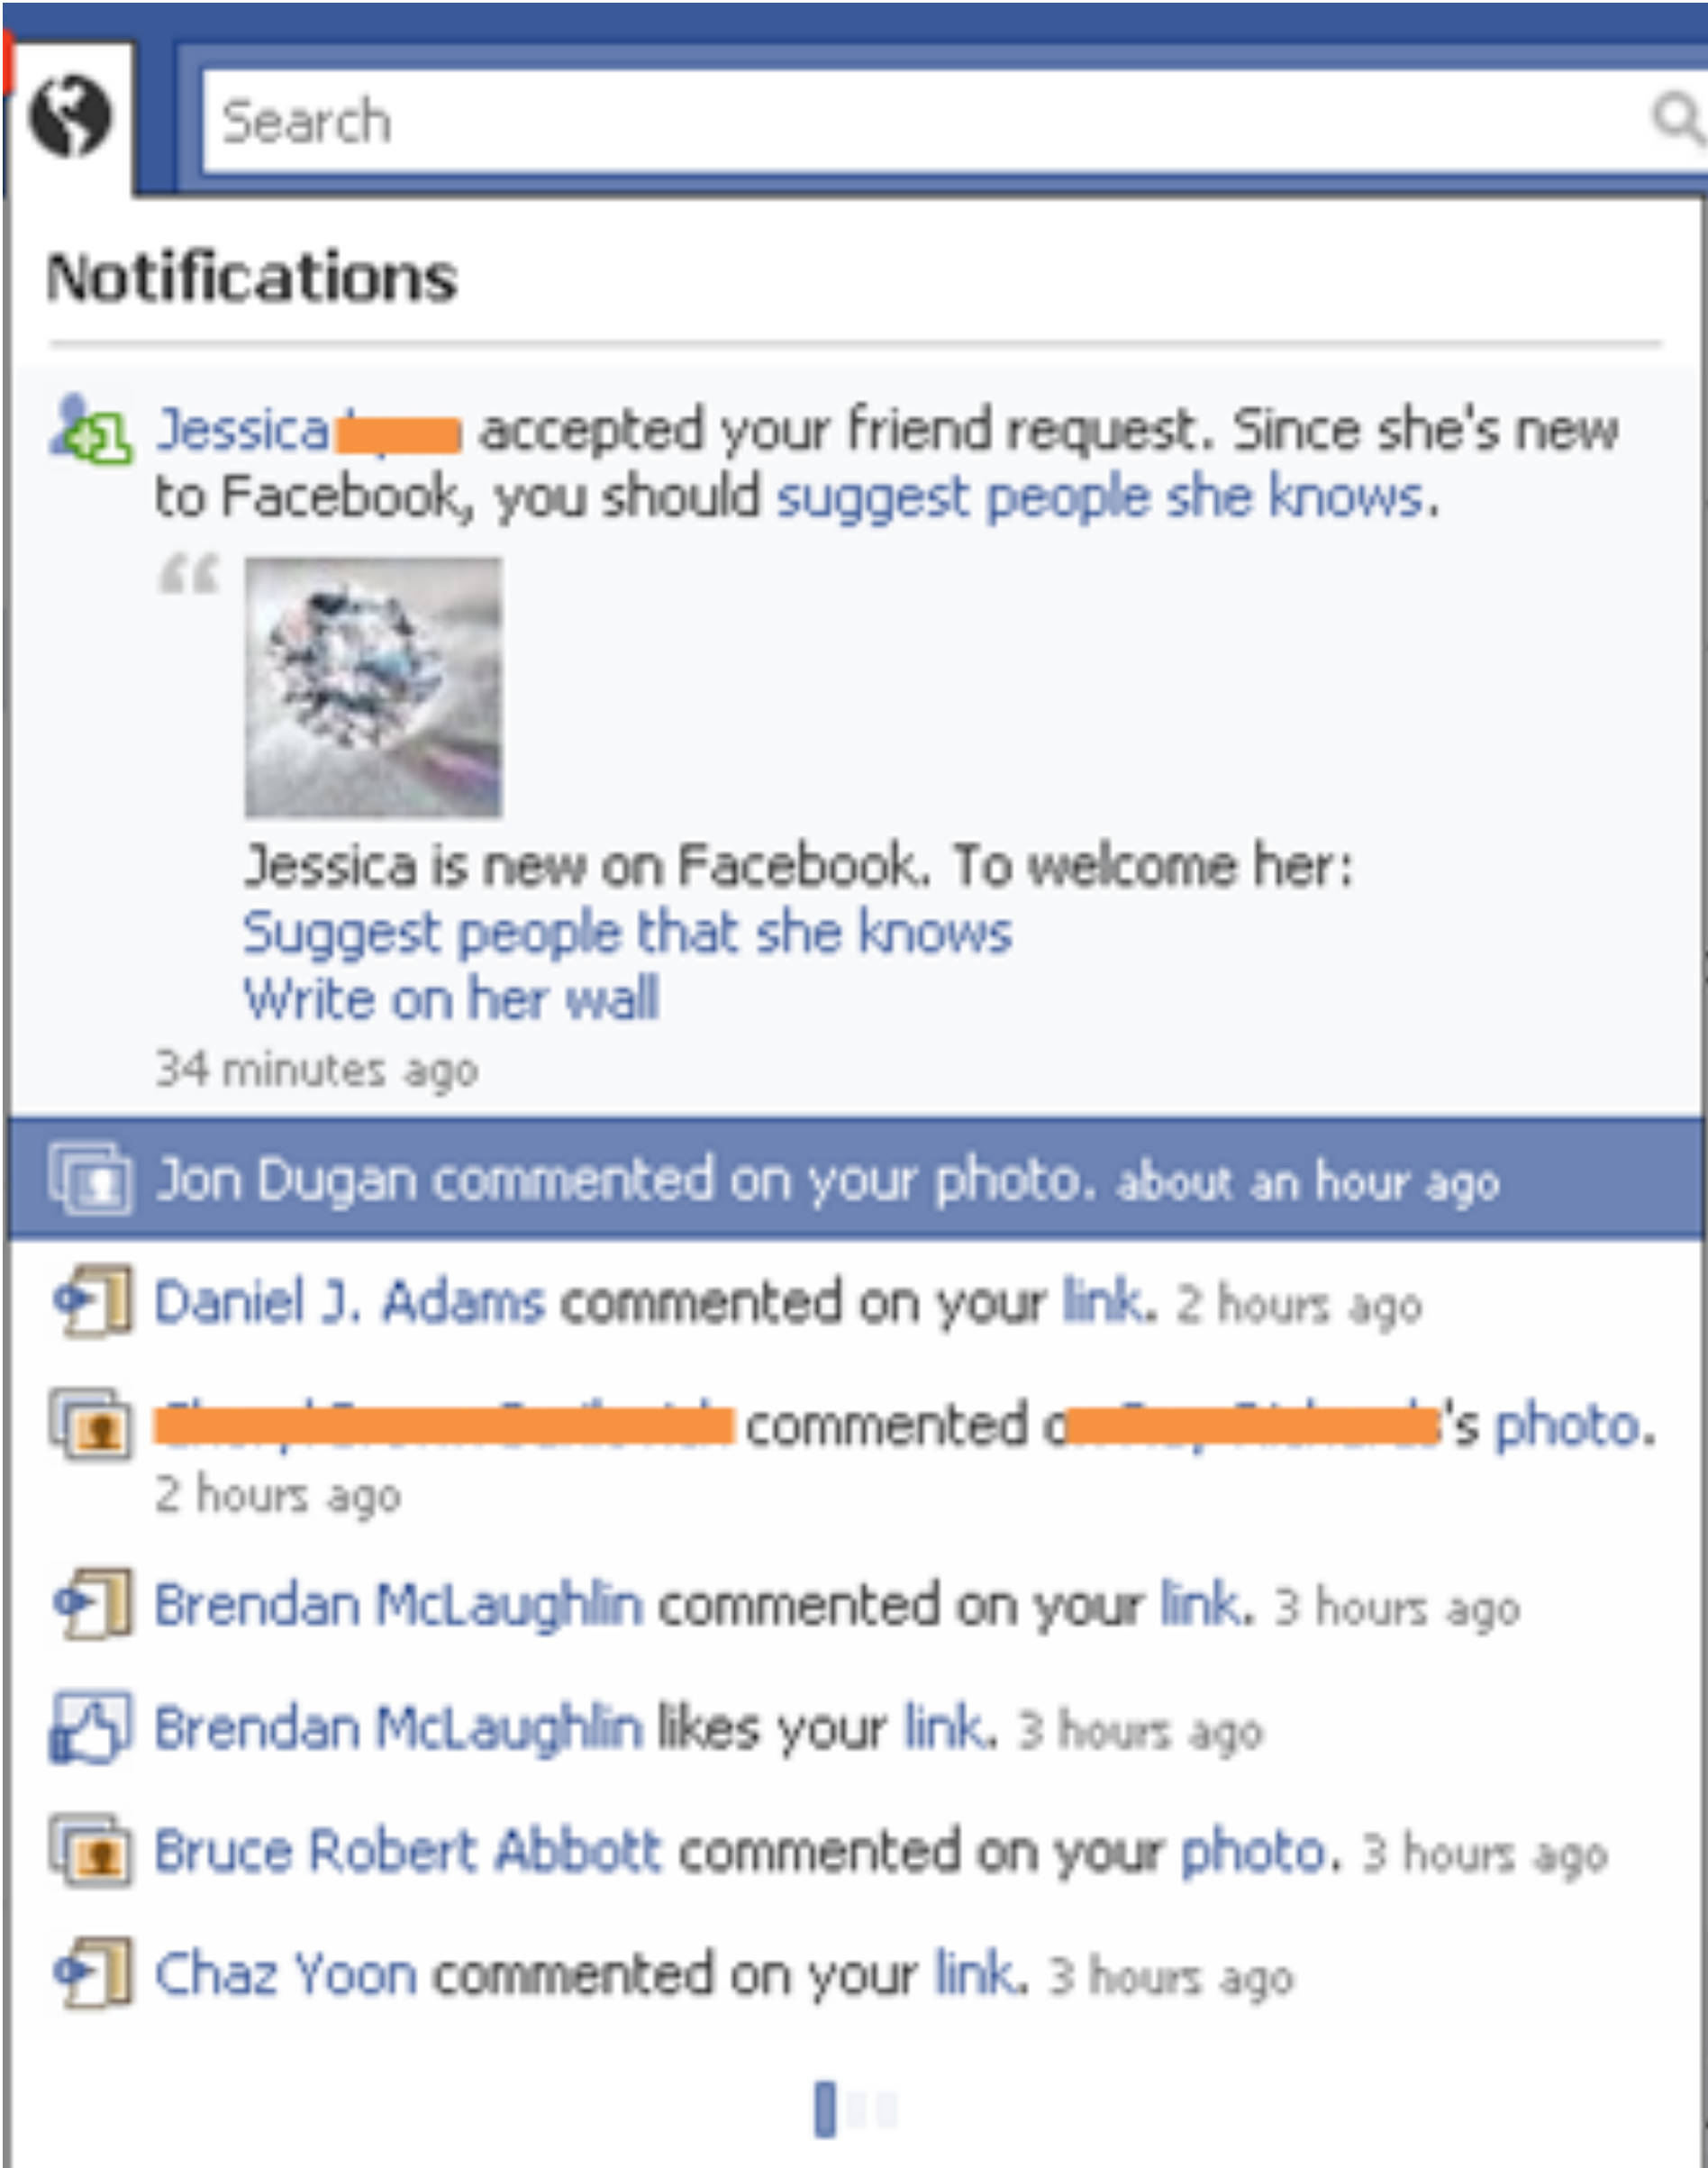 Search
Notifications
Jessica accepted your friend request. Since she's new
to Facebook, you should suggest people she knows.
“
Jessica is new on Facebook. To welcome her:
Suggest people that she knows
Write on her wall
34 minutes ago
Jon Dugan commented on your photo. about an hour ago
Daniel J. Adams commented on your link. 2 hours ago
commented 's photo.
2 hours ago
Brendan McLaughlin commented on your link. 3 hours ago
Brendan McLaughlin likes your link. 3 hours ago
Bruce Robert Abbott commented on your photo. 3 hours ago
Chaz Yoon commented on your link. 3 hours ago